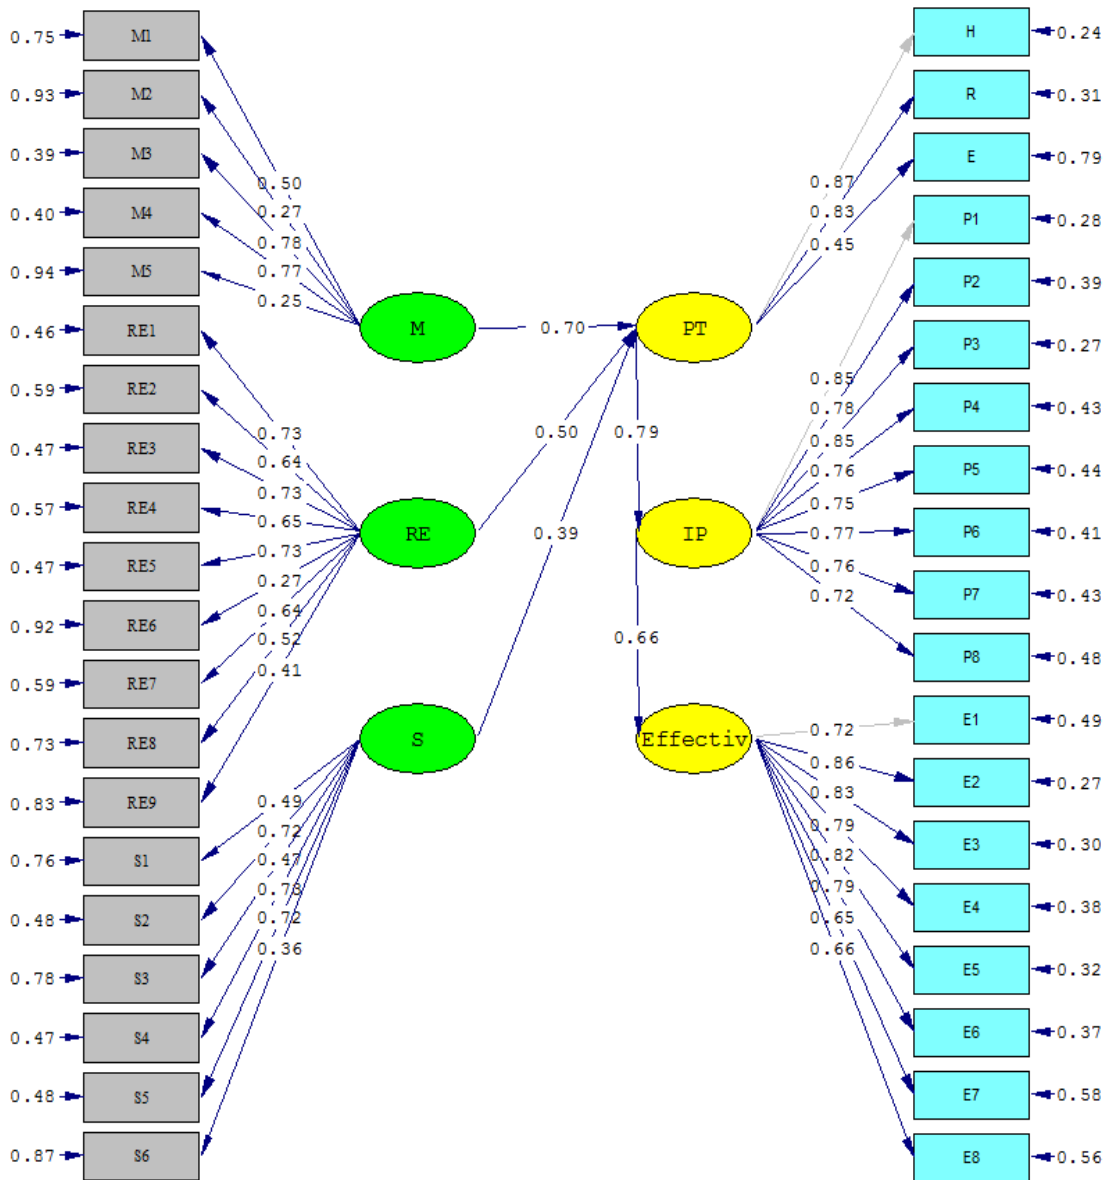 0.75 M1
0.93 M2
0.39 M3
0.40 M4
0.94 M5
0.46 RE1
0.59 RE2
0.47 RE3
0.57 RE4
0.47 RE5
0.92 RE6
0.59 RE7
0.73 RE8
0.83 RE9
0.76 S1
0.48 S2
0.78 S3
0.47 S4
0.48 S5
0.87 S6
0.50
0.27
0.78
0.77
0.25
0.73
0.64
0.73
0.65
0.73
0.27
0.64
0.52
0.41
0.49
0.72
0.47
0.73
0.72
0.36
M
RE
S
0.70
0.50
0.39
0.79
0.66
PT
IP
Effectiv
0.87
0.83
0.45
0.85
0.78
0.85
0.76
0.75
0.77
0.76
0.72
0.72
0.86
0.83
0.79
0.82
0.79
0.65
0.66
H 0.24
R 0.31
E 0.79
P1 0.28
P2 0.39
P3 0.27
P4 0.43
P5 0.44
P6 0.41
P7 0.43
P8 0.48
E1 0.49
E2 0.27
E3 0.30
E4 0.38
E5 0.32
E6 0.37
E7 0.58
E8 0.56